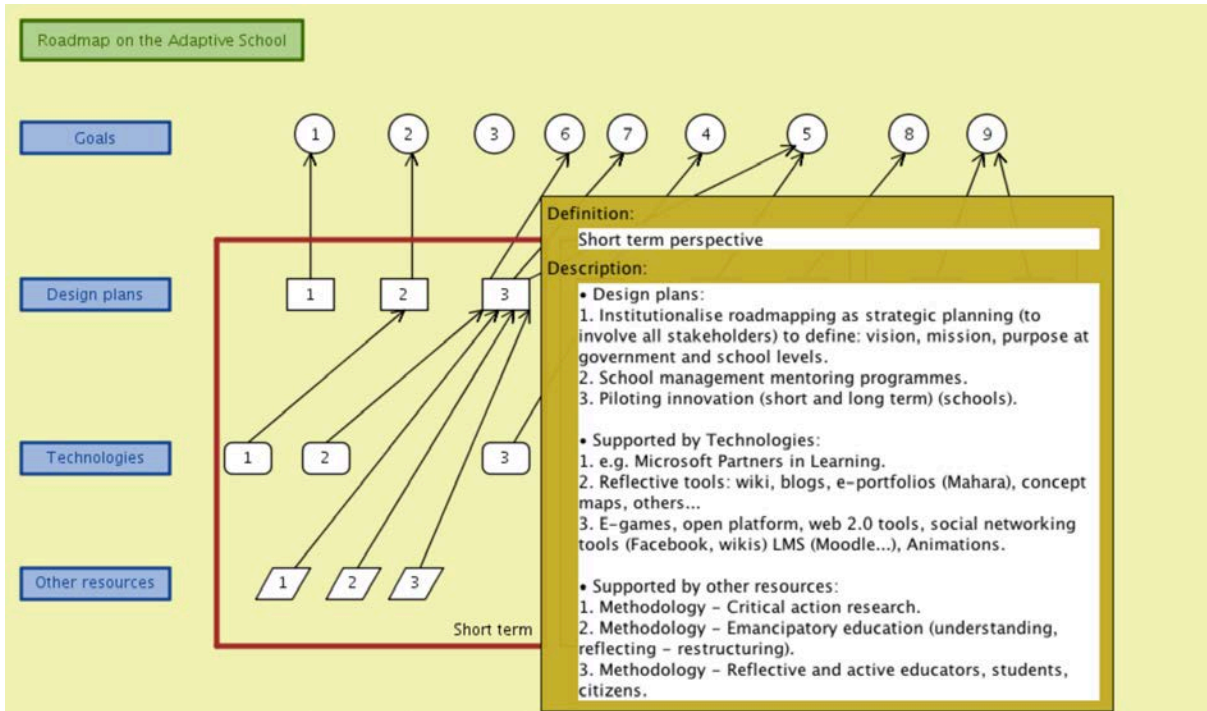 Roadmap on the Adaptive School
Goals
1 2 3 6 7 4 5 8 9
Definition:
Short term perspective
Description:
Design plans
1 2 3
• Design plans:
1. Institutionalise roadmapping as strategic planning (to
involve all stakeholders) to define: vision, mission, purpose at
government and school levels.
2. School management mentoring programmes.
3. Piloting innovation (short and long term) (schools).
Technologies
1 2 3
• Supported by Technologies:
1. e.g. Microsoft Partners in Learning.
2. Reflective tools: wiki, blogs, e-portfolios (Mahara), concept
maps, others...
3. E-games, open platform, web 2.0 tools, social networking
tools (Facebook, wikis) LMS (Moodle...), Animations.
Other resources
1 2 3
Short term
• Supported by other resources:
1. Methodology - Critical action research.
2. Methodology - Emancipatory education (understanding,
reflecting - restructuring).
3. Methodology - Reflective and active educators, students,
citizens.